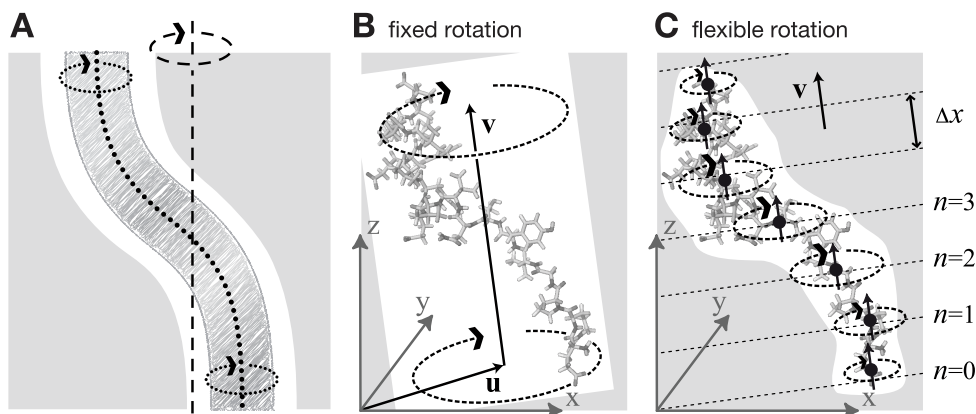 A
B fixed rotation
v
z
y
u
x
C flexible rotation
v
Δx
n=3
n=2
n=1
n=0
z
y
x